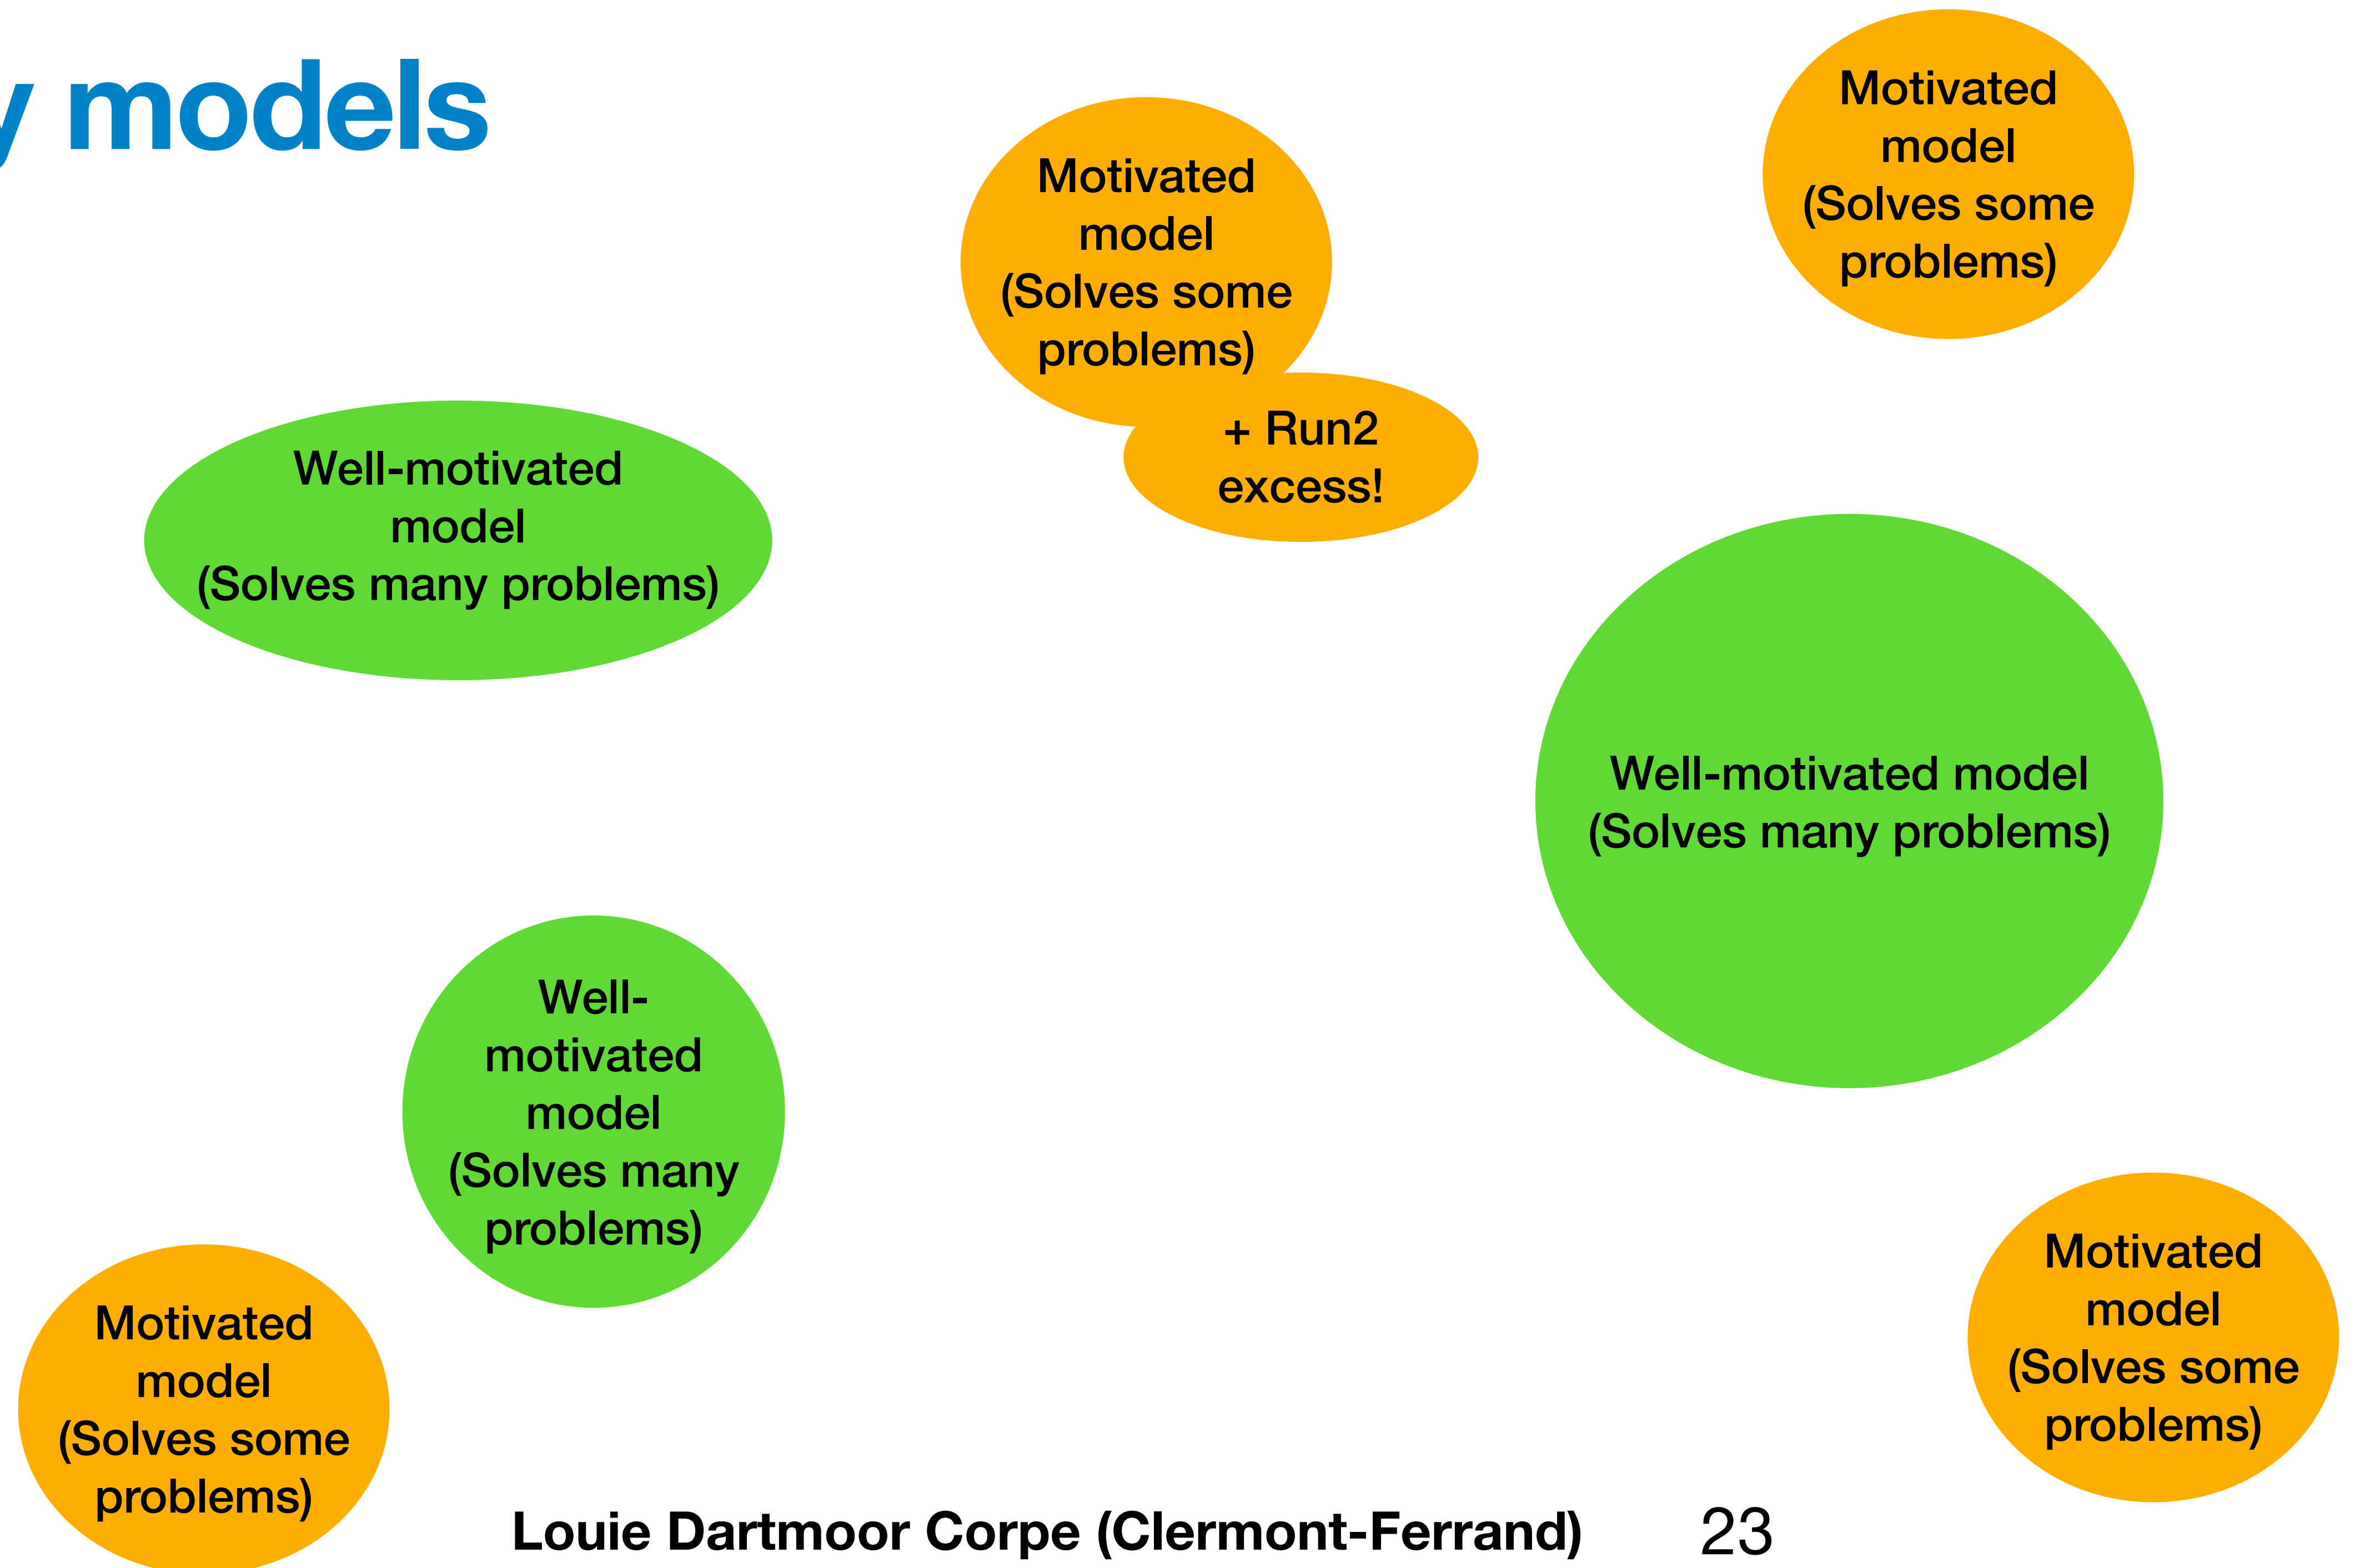 y models
Motivated
model
(Solves some
problems)
Motivated
model
(Solves some
problems)
+ Run2
excess!
Well-motivated
model
(Solves many problems)
Well-motivated model
(Solves many problems)
Well-
motivated
model
(Solves many
problems)
Motivated
model
(Solves some
problems)
Motivated
model
(Solves some
problems)
Louie Dartmoor Corpe (Clermont-Ferrand) 23